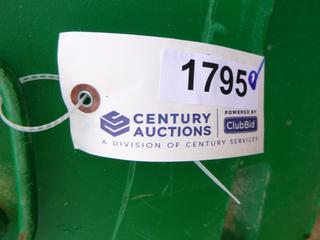 1795
CENTURY
AUCTIONS
POWERED BY
ClubBid
A DIVISION OF CENTURY SERVICES